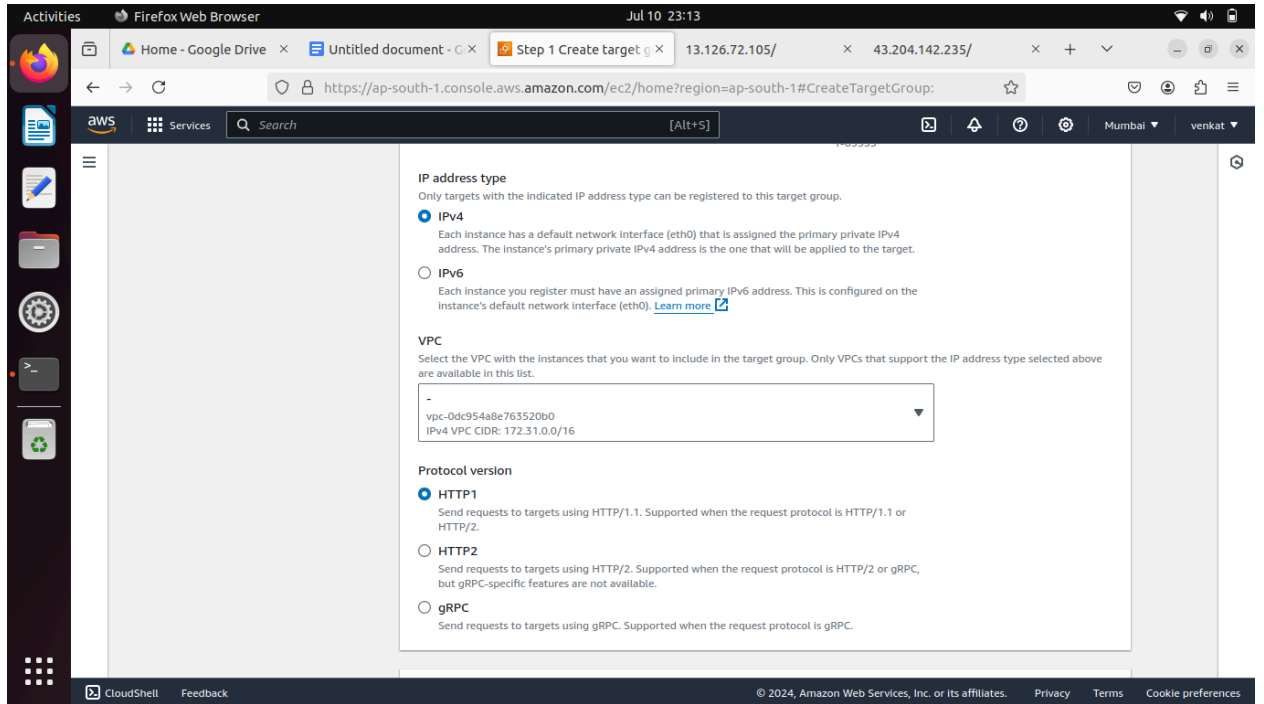 Activities Firefox Web Browser Jul 10 23:13
Home - Google Drive × Untitled document - G × Step 1 Create target g × 13.126.72.105/ × 43.204.142.235/ ×
https://ap-south-1.console.aws.amazon.com/ec2/home?region=ap-south-1#CreateTargetGroup:
aws Services Search [Alt+S] Mumbai ▼ venkat ▼
IP address type
Only targets with the indicated IP address type can be registered to this target group.
IPv4
Each instance has a default network interface (eth0) that is assigned the primary private IPv4
address. The instance's primary private IPv4 address is the one that will be applied to the target.
IPv6
Each instance you register must have an assigned primary IPv6 address. This is configured on the
instance's default network interface (eth0). Learn more
VPC
Select the VPC with the instances that you want to include in the target group. Only VPCs that support the IP address type selected above
are available in this list.
-
vpc-0dc954a8e763520b0
IPv4 VPC CIDR: 172.31.0.0/16
Protocol version
HTTP1
Send requests to targets using HTTP/1.1. Supported when the request protocol is HTTP/1.1 or
HTTP/2.
HTTP2
Send requests to targets using HTTP/2. Supported when the request protocol is HTTP/2 or gRPC,
but gRPC-specific features are not available.
gRPC
Send requests to targets using gRPC. Supported when the request protocol is gRPC.
CloudShell Feedback © 2024, Amazon Web Services, Inc. or its affiliates. Privacy Terms Cookie preferences